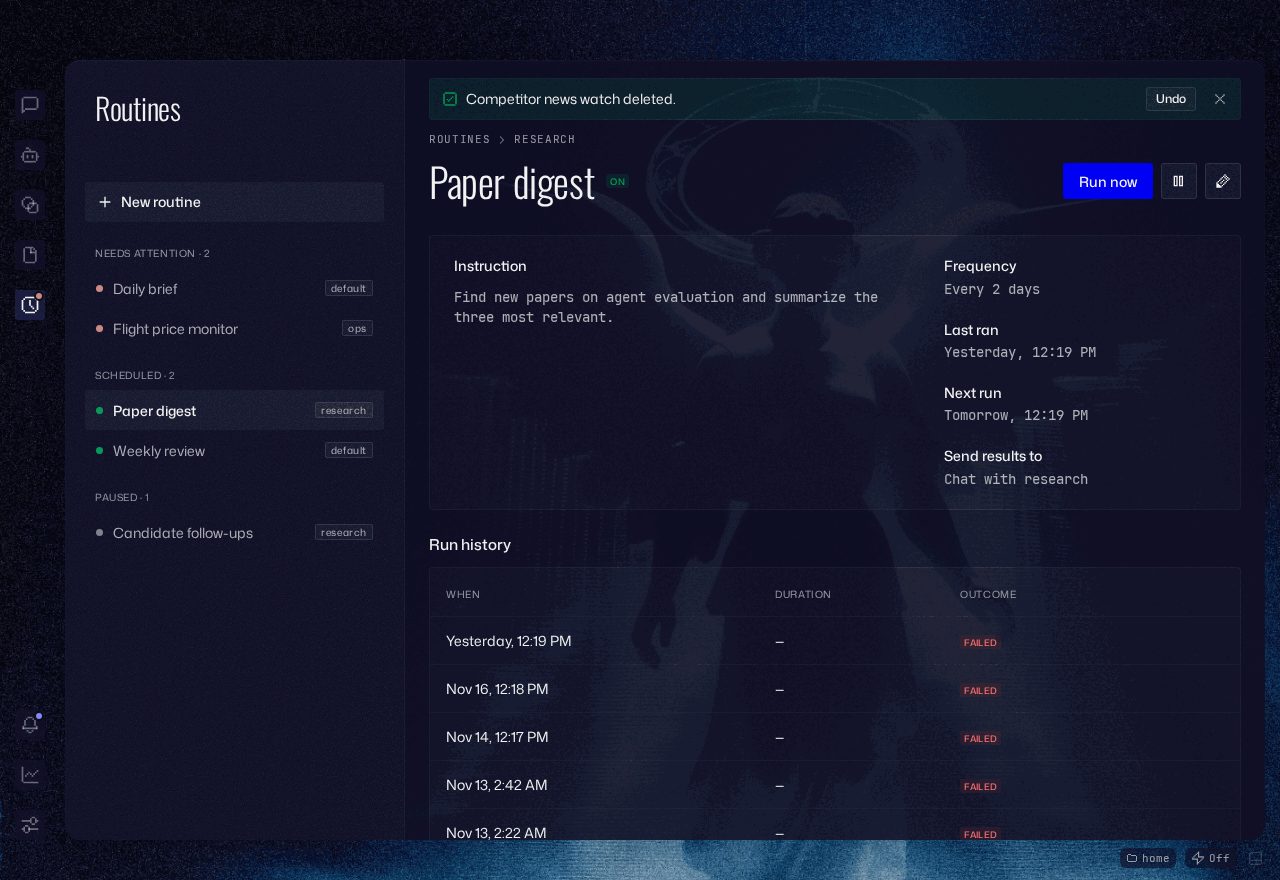 Routines
New routine
NEEDS ATTENTION · 2
Daily brief
default
Flight price monitor
ops
SCHEDULED · 2
Paper digest
research
Weekly review
default
PAUSED · 1
Candidate follow-ups
research
Competitor news watch deleted.
Undo
ROUTINES > RESEARCH
Paper digest
ON
Run now
Instruction
Find new papers on agent evaluation and summarize the
three most relevant.
Frequency
Every 2 days
Last ran
Yesterday, 12:19 PM
Next run
Tomorrow, 12:19 PM
Send results to
Chat with research
Run history
WHEN DURATION OUTCOME
Yesterday, 12:19 PM – FAILED
Nov 16, 12:18 PM – FAILED
Nov 14, 12:17 PM – FAILED
Nov 13, 2:42 AM – FAILED
Nov 13, 2:22 AM – FAILED
home
Off